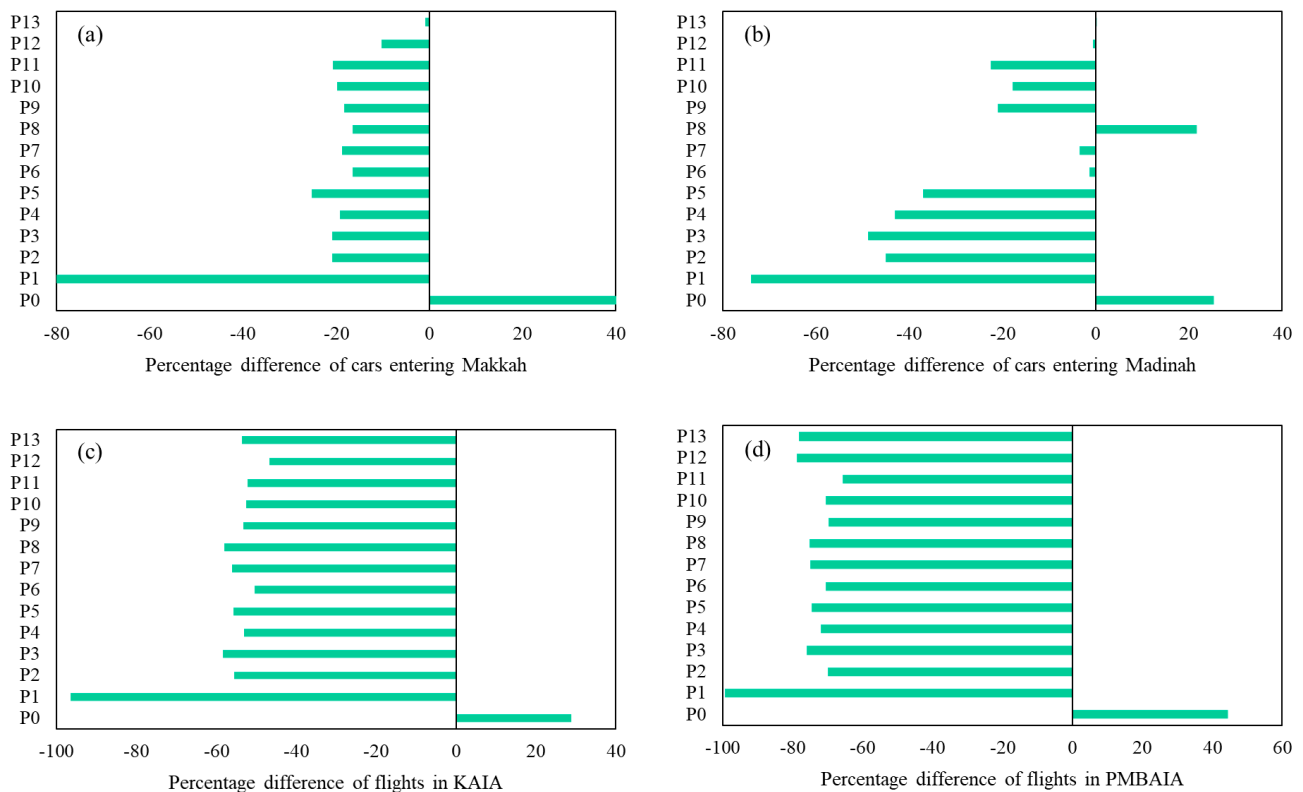 (a)
P13
P12
P11
P10
P9
P8
P7
P6
P5
P4
P3
P2
P1
P0
-80 -60 -40 -20 0 20 40
Percentage difference of cars entering Makkah
(b)
P13
P12
P11
P10
P9
P8
P7
P6
P5
P4
P3
P2
P1
P0
-80 -60 -40 -20 0 20 40
Percentage difference of cars entering Madinah
(c)
P13
P12
P11
P10
P9
P8
P7
P6
P5
P4
P3
P2
P1
P0
-100 -80 -60 -40 -20 0 20 40
Percentage difference of flights in KAIA
(d)
P13
P12
P11
P10
P9
P8
P7
P6
P5
P4
P3
P2
P1
P0
-100 -80 -60 -40 -20 0 20 40 60
Percentage difference of flights in PMBAIA